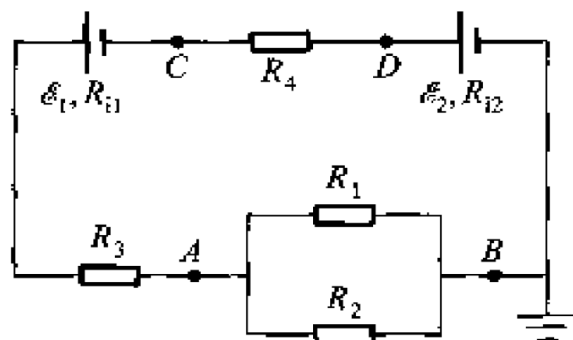 C R₄ D
ℰ₁, Rᵢ₁ ℰ₂, Rᵢ₂
R₁
R₃ A B
R₂